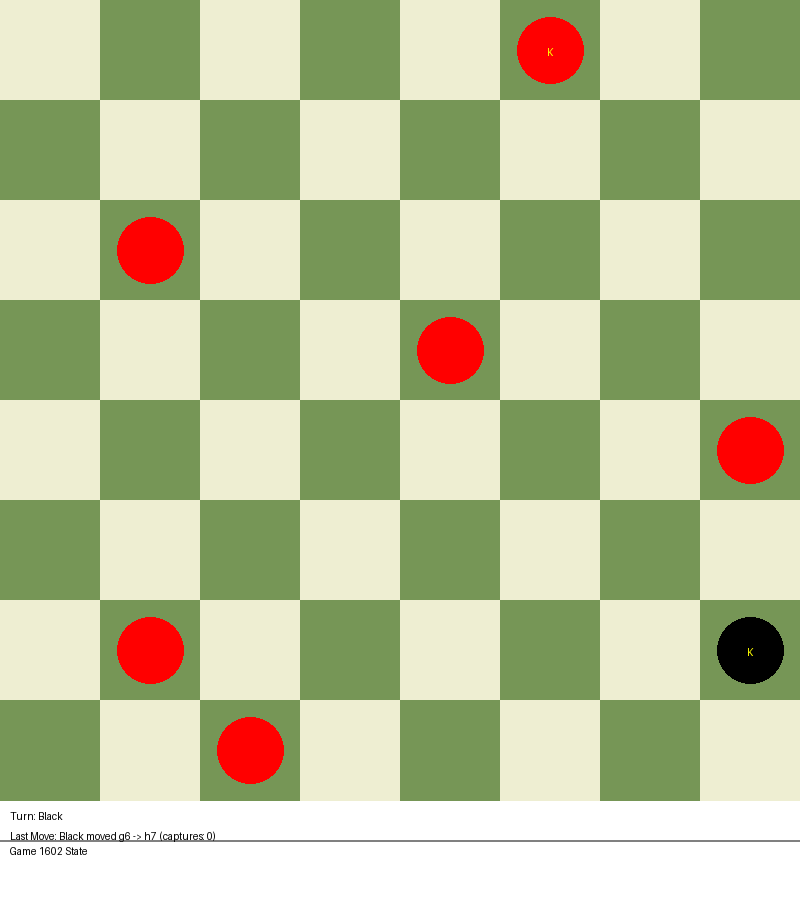 K
K
Turn: Black
Last Move: Black moved g6 -> h7 (captures: 0)
Game 1602 State